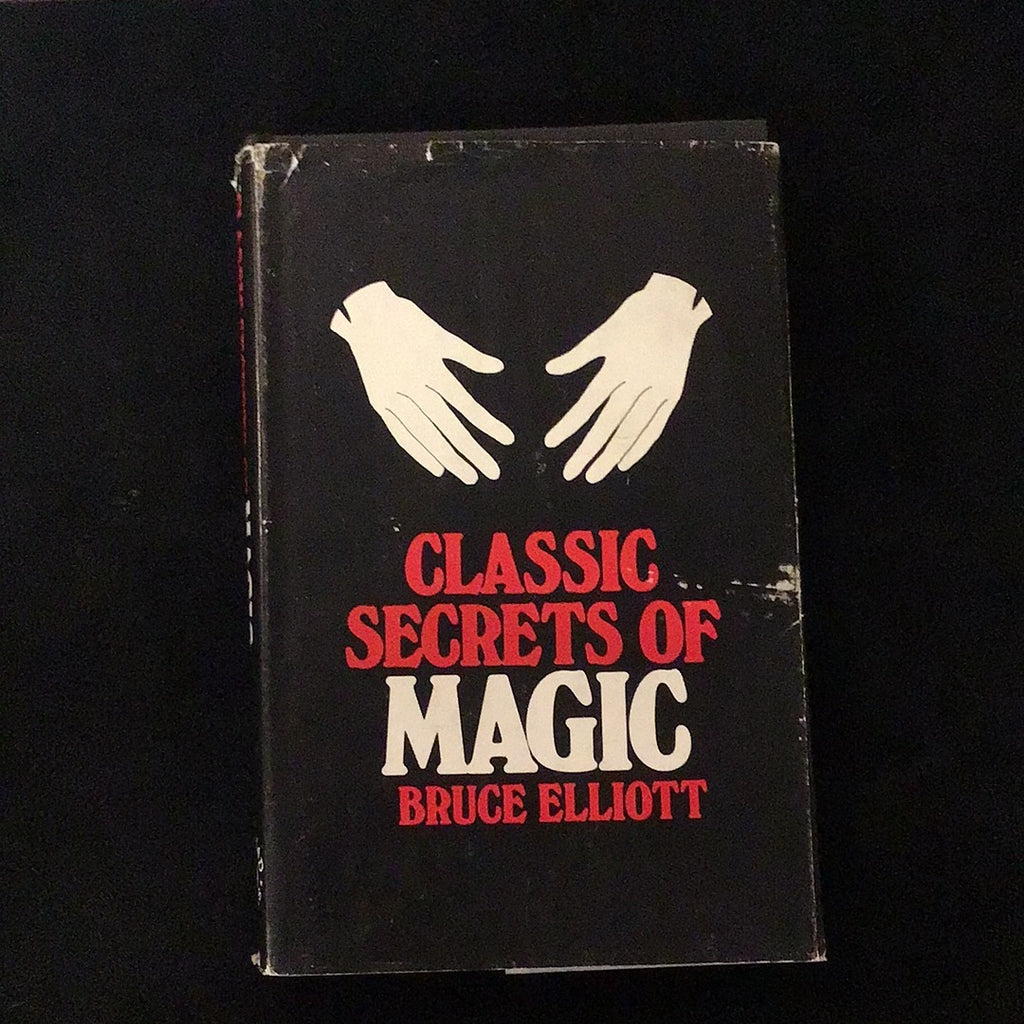 CLASSIC
SECRETS OF
MAGIC
BRUCE ELLIOTT